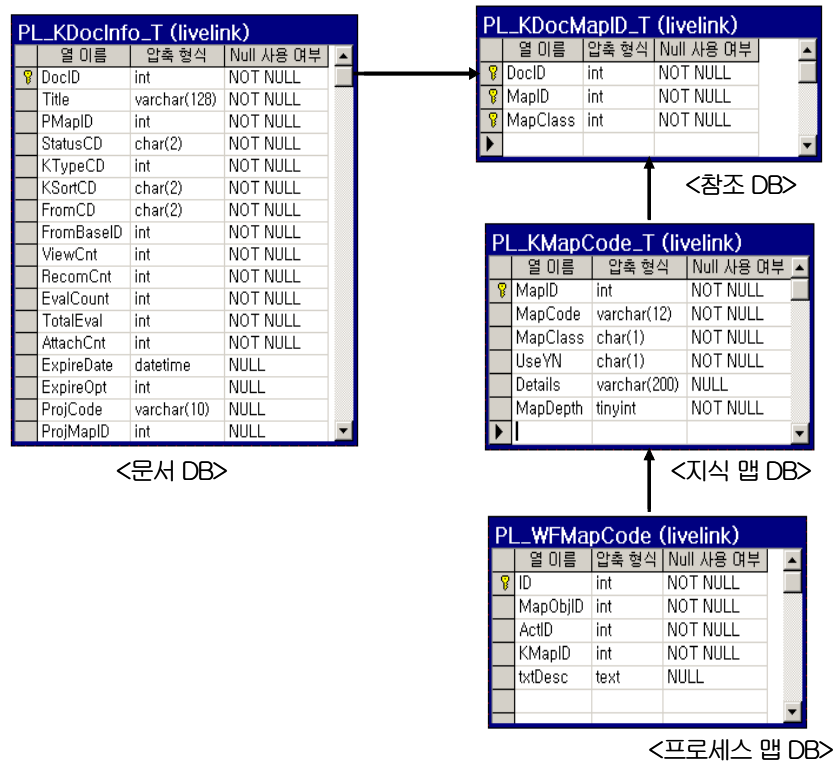 PL_KDocInfo_T (livelink)
열 이름 압축 형식 Null 사용 여부
DocID int NOT NULL
Title varchar(128) NOT NULL
PMapID int NOT NULL
StatusCD char(2) NOT NULL
KTypeCD char(2) NOT NULL
KSortCD char(2) NOT NULL
FromCD char(2) NOT NULL
FromBaseID int NOT NULL
ViewCnt int NOT NULL
RecomCnt int NOT NULL
EvalCount int NOT NULL
TotalEval int NOT NULL
AttachCnt int NOT NULL
ExpireDate datetime NULL
ExpireOpt int NULL
ProjCode varchar(10) NULL
ProjMapID int NULL
<문서 DB>
PL_KDocMapID_T (livelink)
열 이름 압축 형식 Null 사용 여부
DocID int NOT NULL
MapID int NOT NULL
MapClass int NOT NULL
<참조 DB>
PL_KMapCode_T (livelink)
열 이름 압축 형식 Null 사용 여부
MapID int NOT NULL
MapCode varchar(12) NOT NULL
MapClass char(1) NOT NULL
UseYN char(1) NOT NULL
Details varchar(200) NULL
MapDepth tinyint NOT NULL
<지식 맵 DB>
PL_WFMapCode (livelink)
열 이름 압축 형식 Null 사용 여부
ID int NOT NULL
MapObjID int NOT NULL
ActID int NOT NULL
KMapID int NOT NULL
txtDesc text NULL
<프로세스 맵 DB>